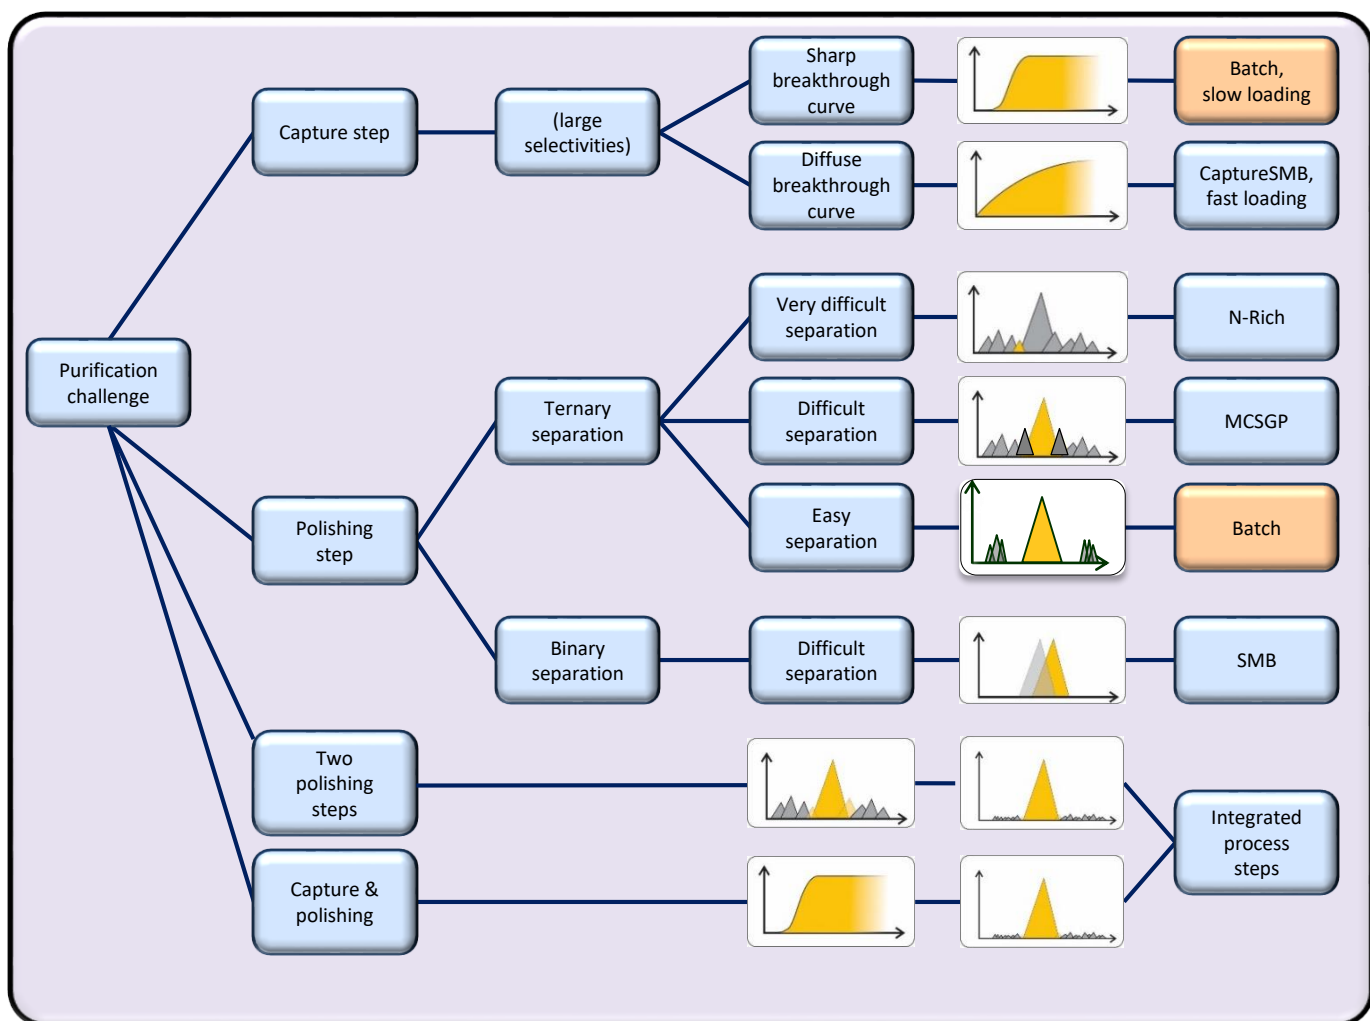 Sharp
breakthrough
curve
Batch,
slow loading
Capture step
(large
selectivities)
Diffuse
breakthrough
curve
CaptureSMB,
fast loading
Very difficult
separation
N-Rich
Purification
challenge
Ternary
separation
Difficult
separation
MCSGP
Polishing
step
Easy
separation
Batch
Binary
separation
Difficult
separation
SMB
Two
polishing
steps
Integrated
process
steps
Capture &
polishing